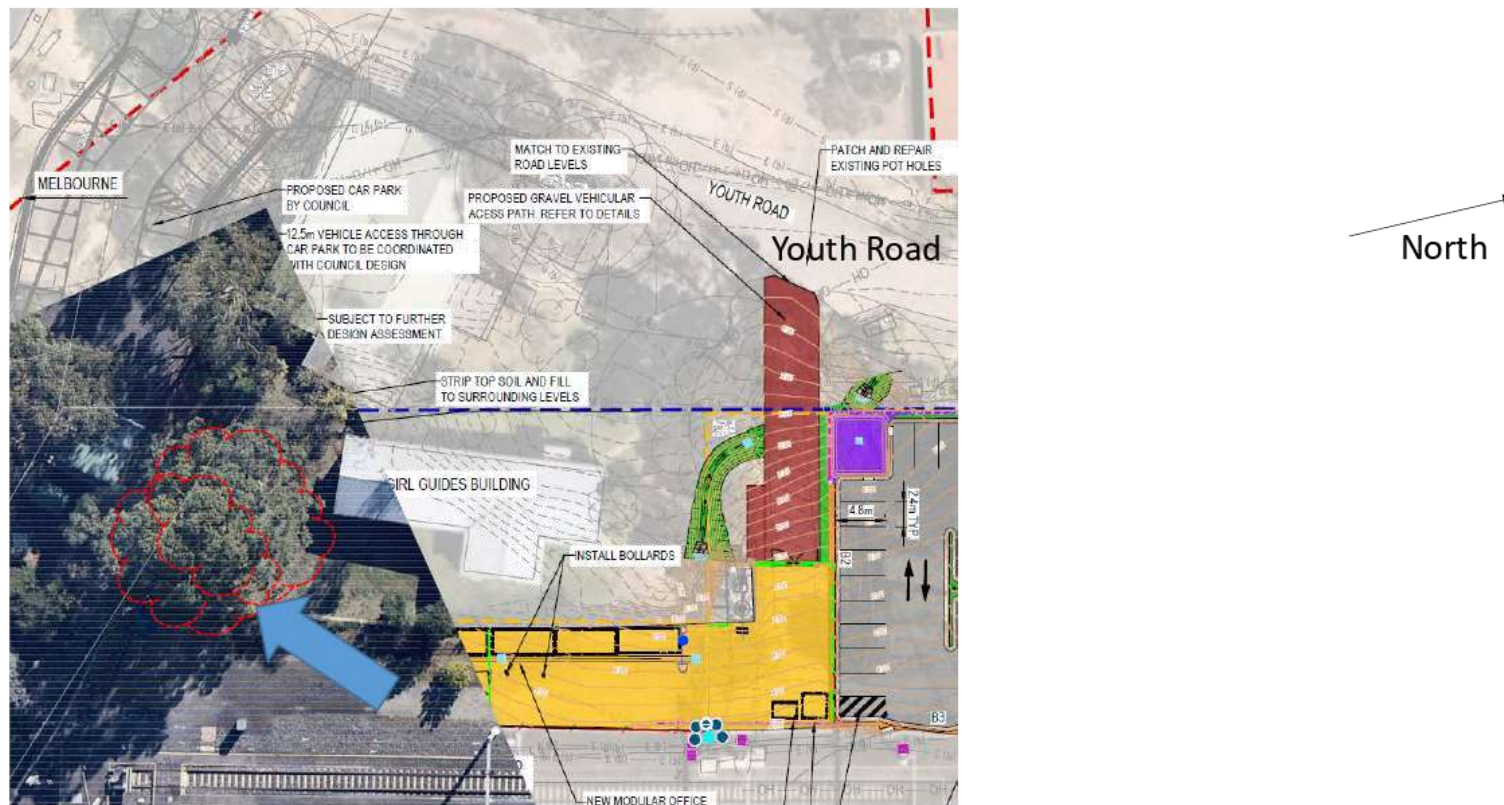 MELBOURNE
PROPOSED CAR PARK
BY COUNCIL
12.5m VEHICLE ACCESS THROUGH
CAR PARK TO BE COORDINATED
WITH COUNCIL DESIGN
SUBJECT TO FURTHER
DESIGN ASSESSMENT
STRIP TOP SOIL AND FILL
TO SURROUNDING LEVELS
MATCH TO EXISTING
ROAD LEVELS
PROPOSED GRAVEL VEHICULAR
ACESS PATH. REFER TO DETAILS
PATCH AND REPAIR
EXISTING POT HOLES
YOUTH ROAD
Youth Road
North
GIRL GUIDES BUILDING
INSTALL BOLLARDS
4.8m
2.4m TYP
B2
B3
NEW MODULAR OFFICE